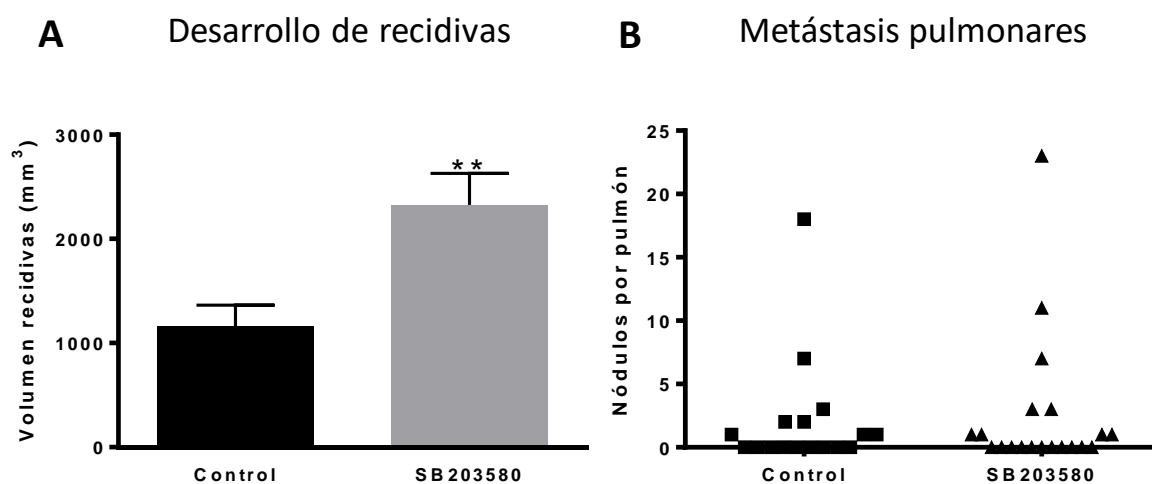 A
Desarrollo de recidivas
B
Metástasis pulmonares
Volumen recidivas (mm³)
3000
2000
1000
0
**
Control
SB203580
Nódulos por pulmón
25
20
15
10
5
0
Control
SB203580